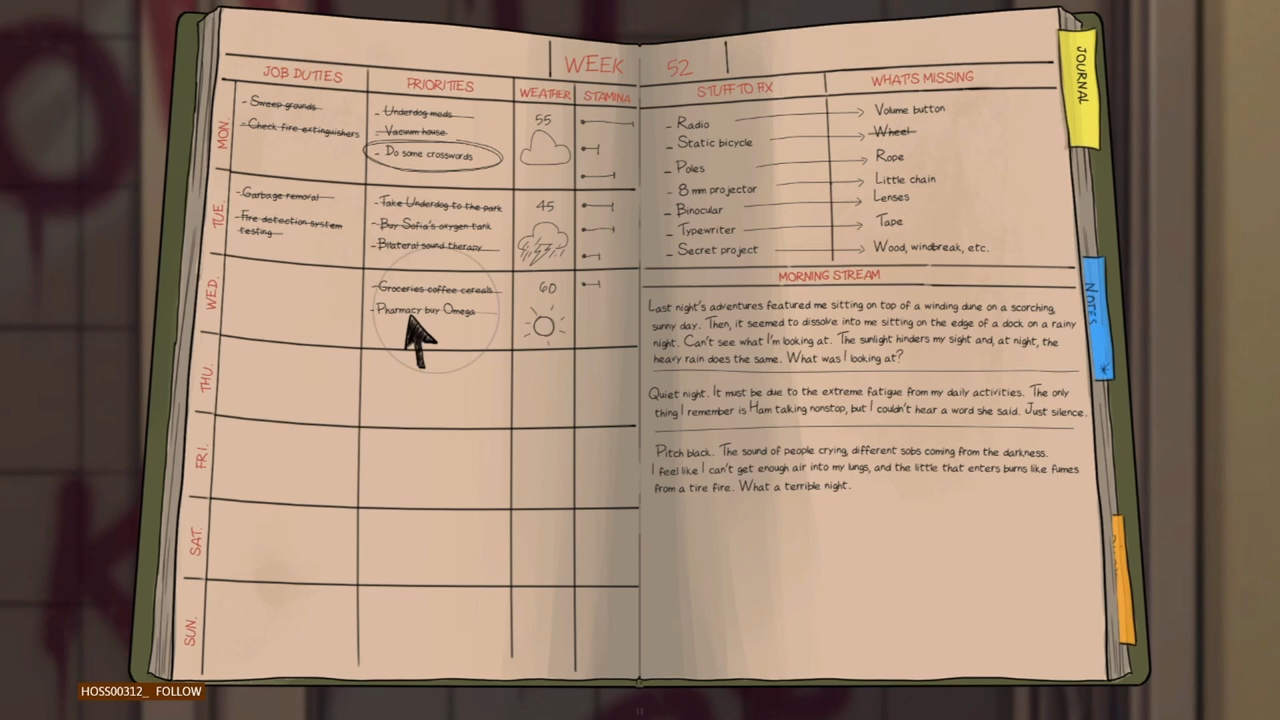 WEEK 52
JOB DUTIES
PRIORITIES
WEATHER
STAMINA
MON.
- Sweep grounds
- Check fire extinguishers
- Underdog meds
- Vacuum house
- Do some crosswords
55
TUE.
- Garbage removal
- Fire detection system
testing
- Take Underdog to the park
- Buy Sofia's oxygen tank
- Bilateral sound therapy
45
WED.
- Groceries coffee cereals
- Pharmacy buy Omega
60
THU.
FRI.
SAT.
SUN.
STUFF TO FIX
WHAT'S MISSING
- Radio
Volume button
- Static bicycle
Wheel
- Poles
Rope
- 8 mm projector
Little chain
- Binocular
Lenses
- Typewriter
Tape
- Secret project
Wood, windbreak, etc.
MORNING STREAM
Last night's adventures featured me sitting on top of a winding dune on a scorching,
sunny day. Then, it seemed to dissolve into me sitting on the edge of a dock on a rainy
night. Can't see what I'm looking at. The sunlight hinders my sight and, at night, the
heavy rain does the same. What was I looking at?
Quiet night. It must be due to the extreme fatigue from my daily activities. The only
thing I remember is Ham taking nonstop, but I couldn't hear a word she said. Just silence.
Pitch black. The sound of people crying, different sobs coming from the darkness.
I feel like I can't get enough air into my lungs, and the little that enters burns like fumes
from a tire fire. What a terrible night.
JOURNAL
NOTES
HOSS00312_ FOLLOW